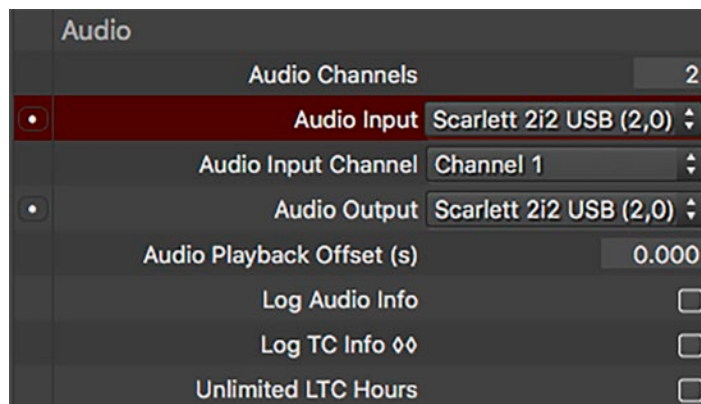 Audio
Audio Channels 2
Audio Input Scarlett 2i2 USB (2,0)
Audio Input Channel Channel 1
Audio Output Scarlett 2i2 USB (2,0)
Audio Playback Offset (s) 0.000
Log Audio Info
Log TC Info ◊◊
Unlimited LTC Hours